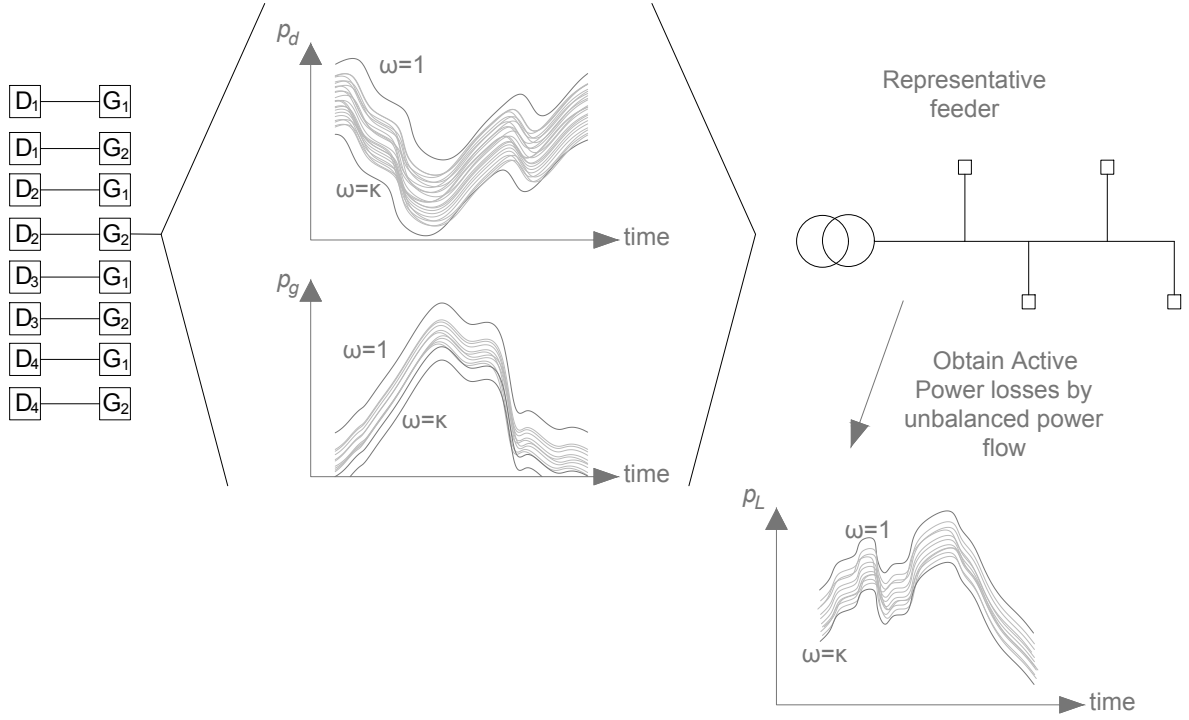 D1 G1
D1 G2
D2 G1
D2 G2
D3 G1
D3 G2
D4 G1
D4 G2
pd
ω=1
ω=κ
time
pg
ω=1
ω=κ
time
Representative
feeder
Obtain Active
Power losses by
unbalanced power
flow
pL
ω=1
ω=κ
time